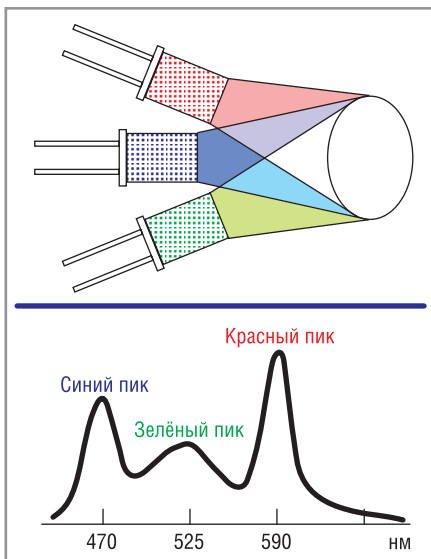 Красный пик
Синий пик
Зелёный пик
470 525 590 нм